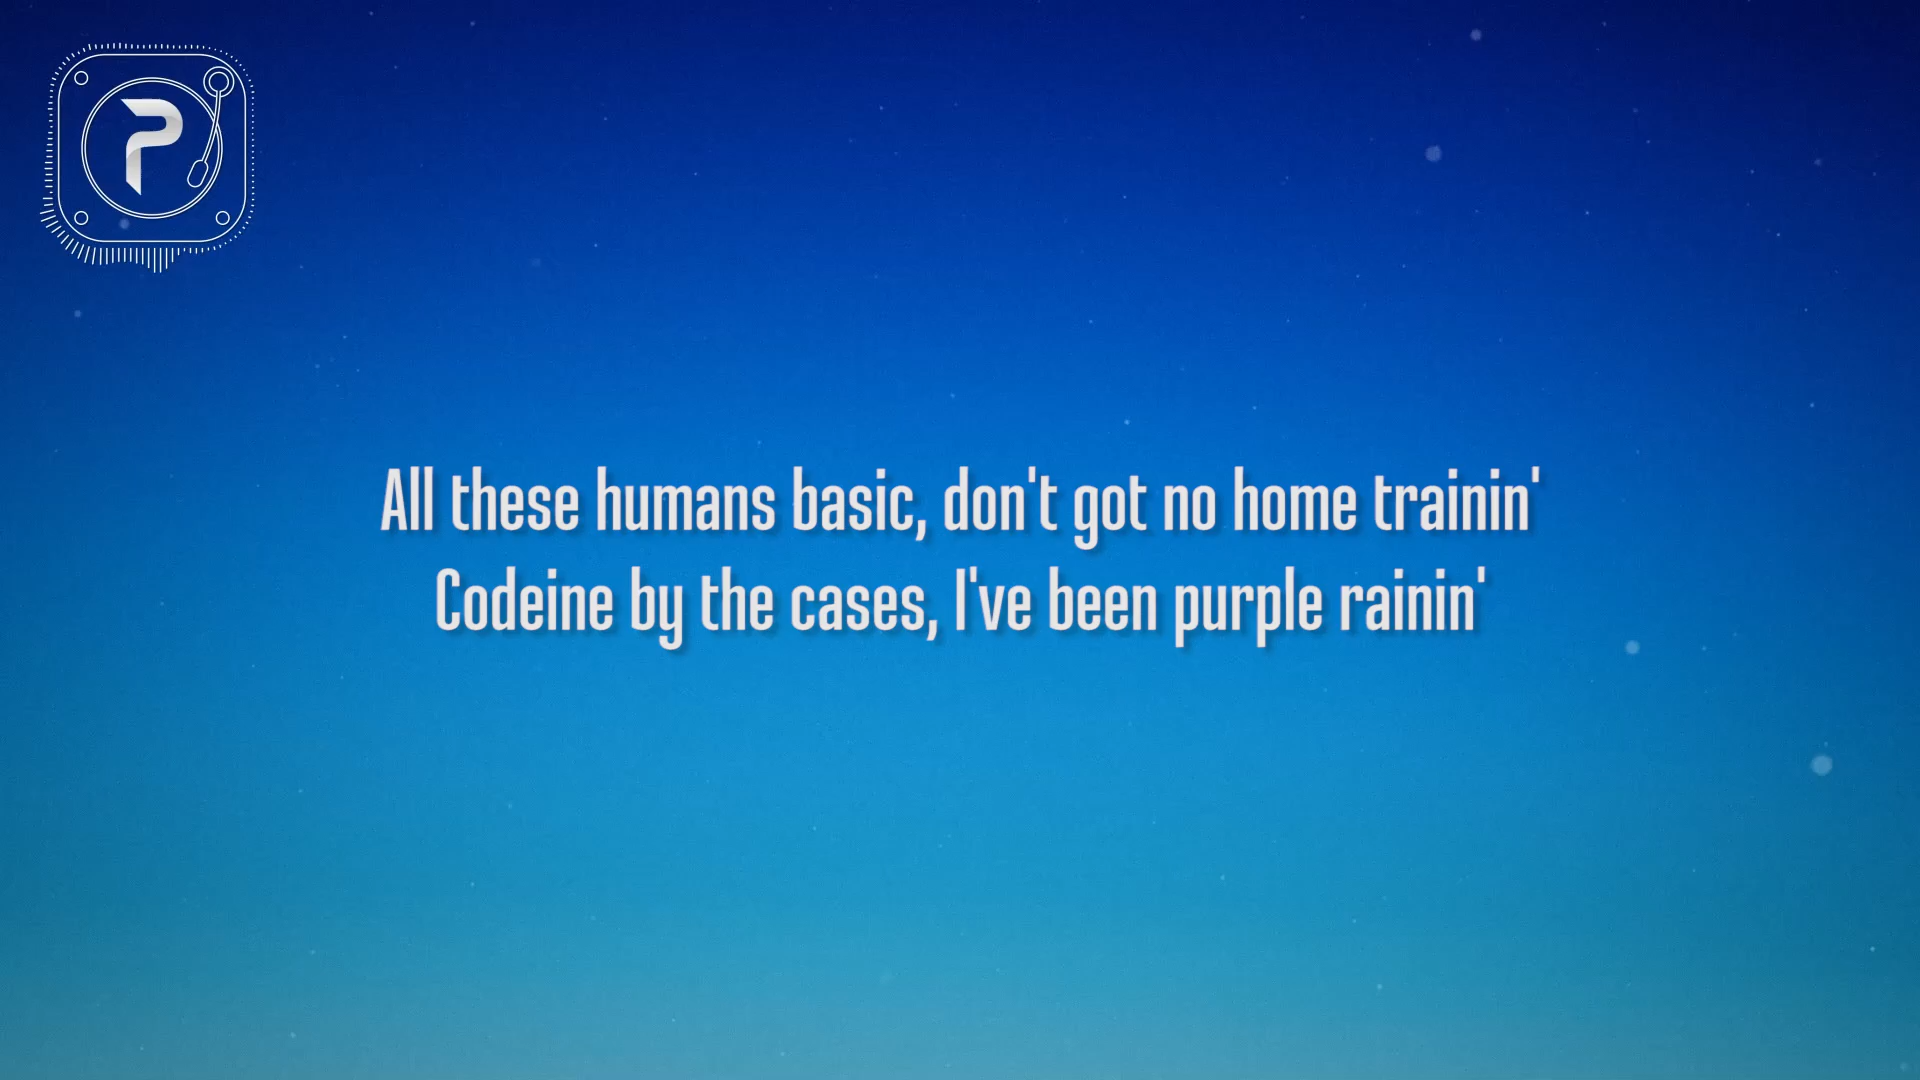 P
All these humans basic, don't got no home trainin'
Codeine by the cases, I've been purple rainin'